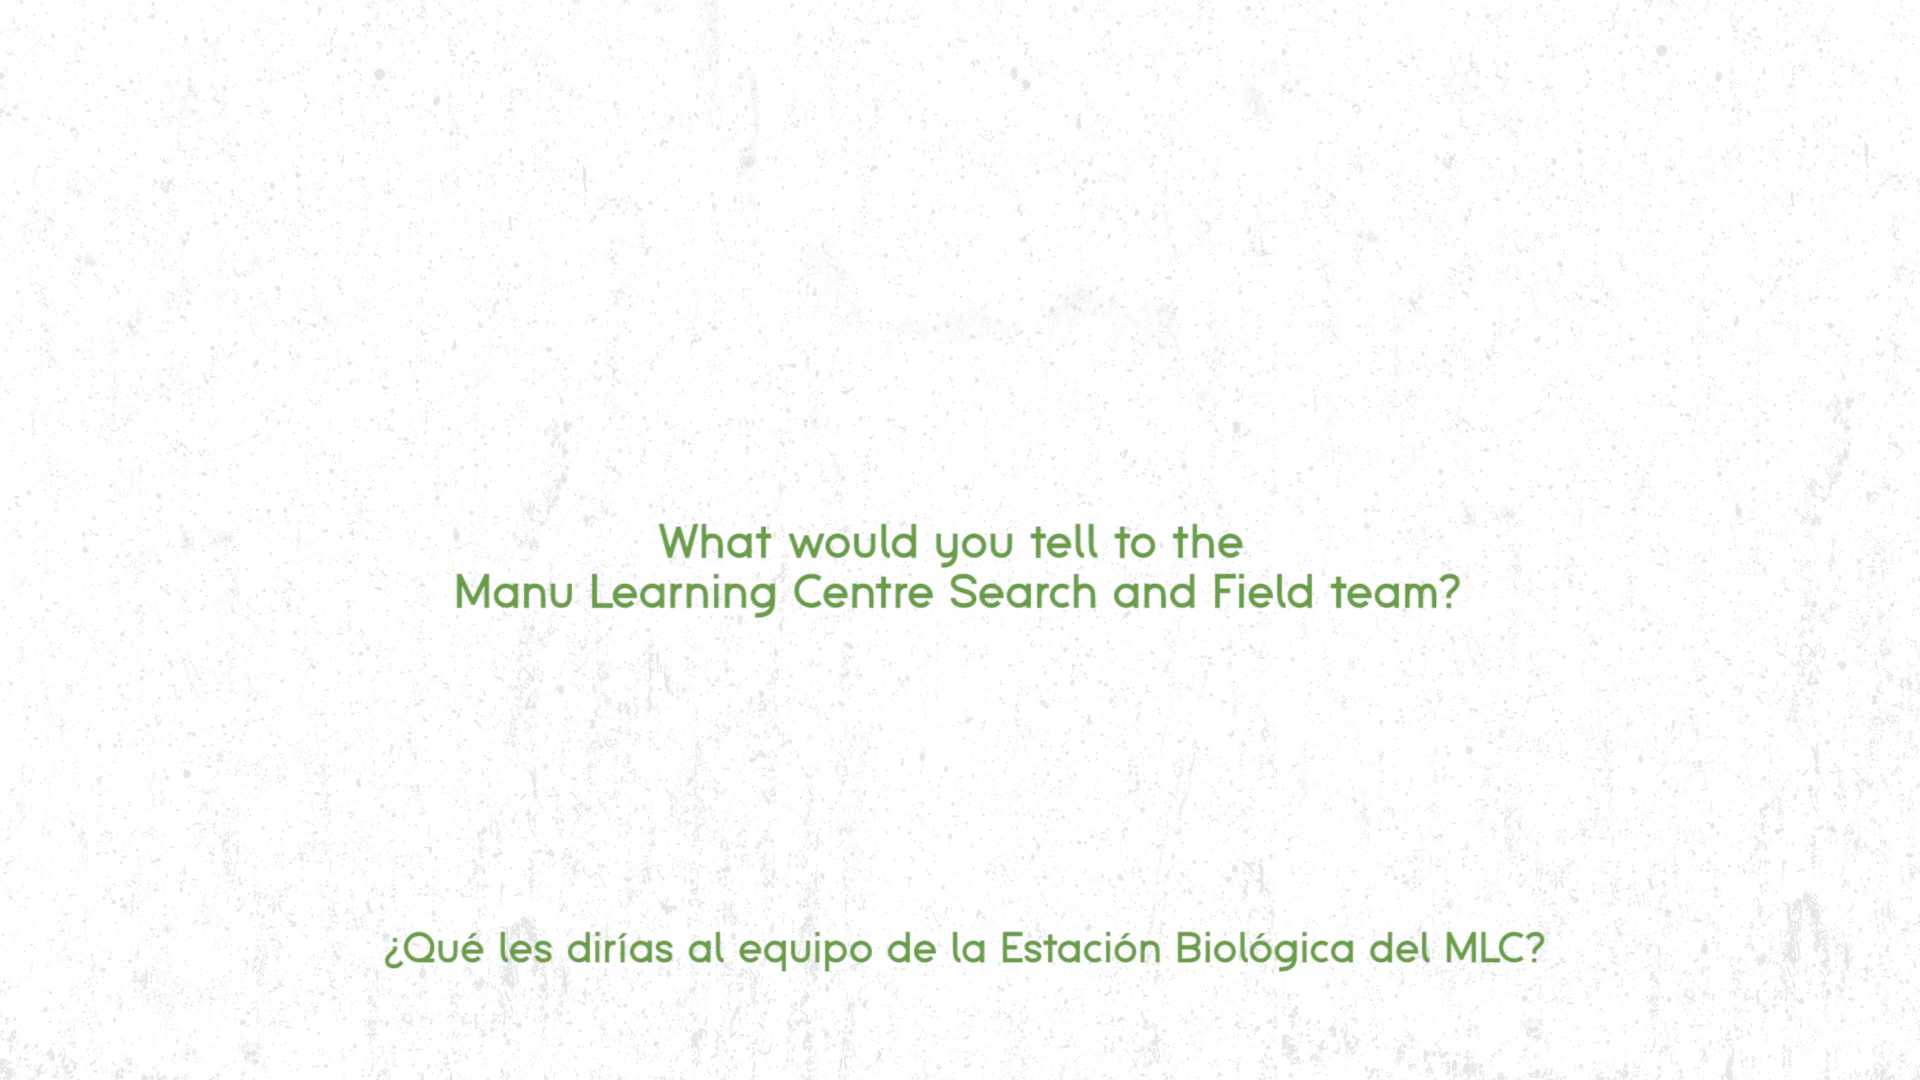 What would you tell to the
Manu Learning Centre Search and Field team?
¿Qué les dirías al equipo de la Estación Biológica del MLC?